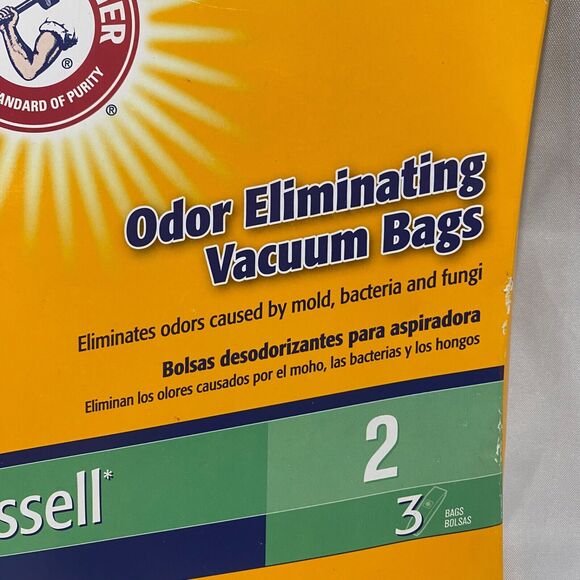 ER
®
ANDARD OF PURITY
®
Odor Eliminating
Vacuum Bags
Eliminates odors caused by mold, bacteria and fungi
Bolsas desodorizantes para aspiradora
Eliminan los olores causados por el moho, las bacterias y los hongos
ssell*
2
3 BAGS
BOLSAS